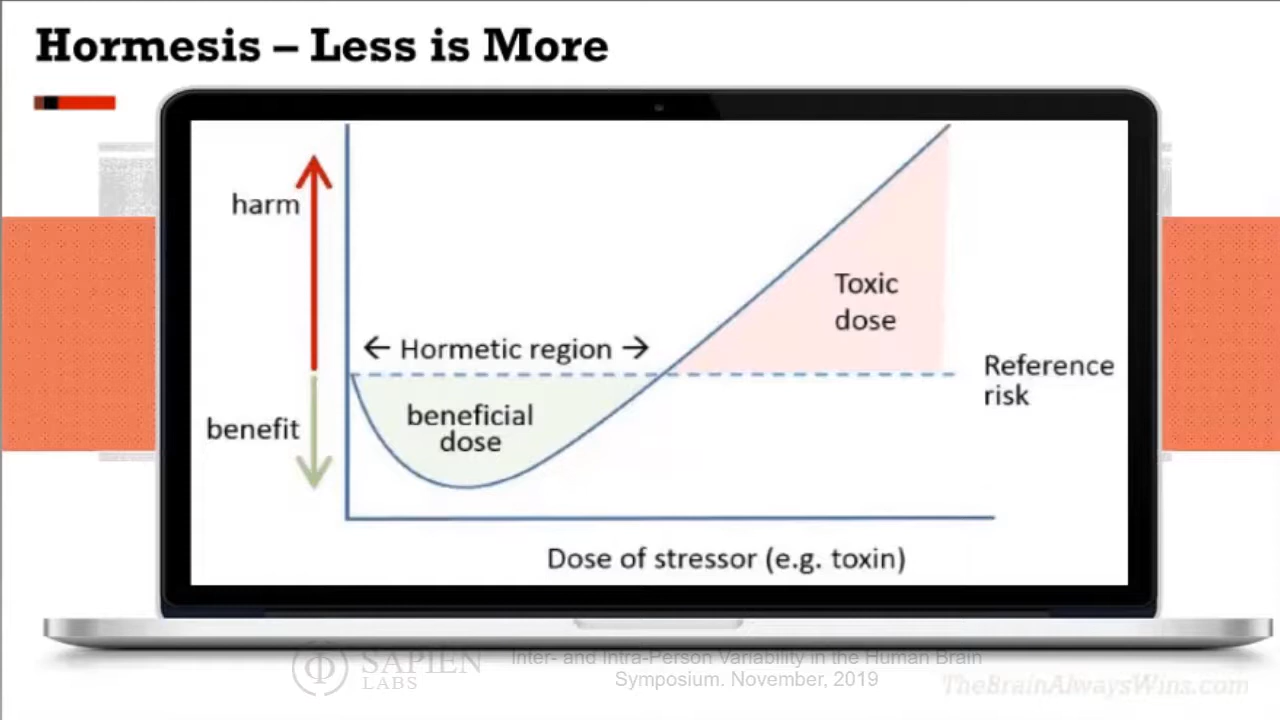 Hormesis – Less is More
harm
← Hormetic region →
Toxic
dose
Reference
risk
benefit
beneficial
dose
Dose of stressor (e.g. toxin)
SAPIEN
LABS
Inter- and Intra-Person Variability in the Human Brain
Symposium. November, 2019
TheBrainAlwaysWins.com